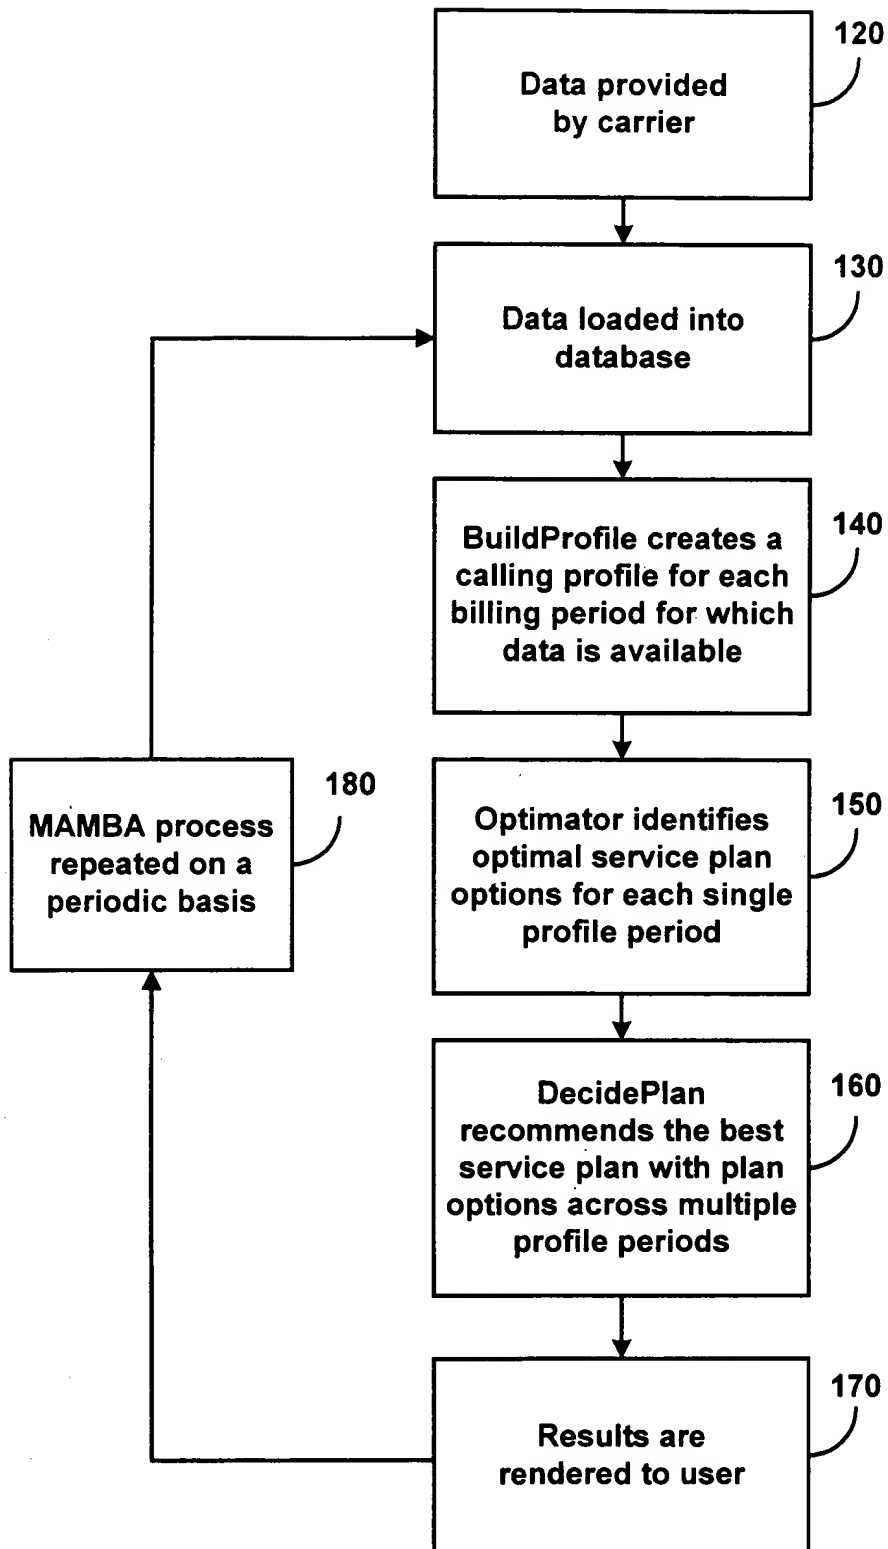 120
Data provided
by carrier
130
Data loaded into
database
140
BuildProfile creates a
calling profile for each
billing period for which
data is available
150
Optimator identifies
optimal service plan
options for each single
profile period
180
MAMBA process
repeated on a
periodic basis
160
DecidePlan
recommends the best
service plan with plan
options across multiple
profile periods
170
Results are
rendered to user